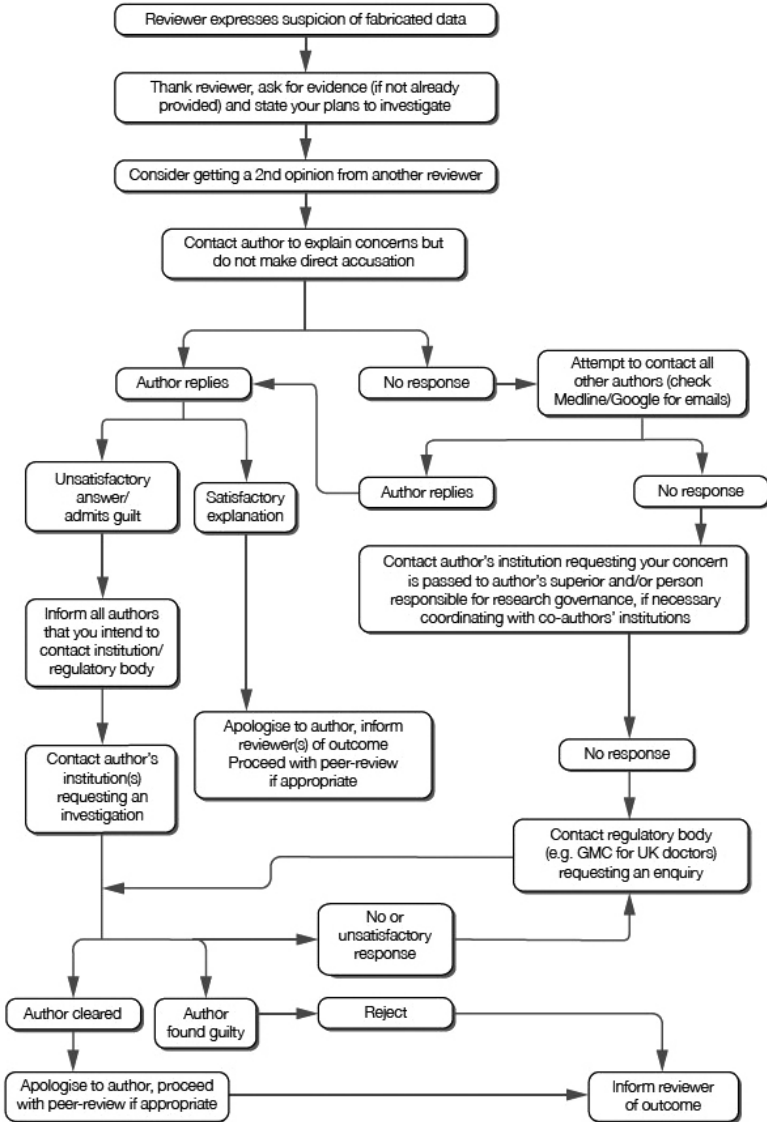 Reviewer expresses suspicion of fabricated data
Thank reviewer, ask for evidence (if not already
provided) and state your plans to investigate
Consider getting a 2nd opinion from another reviewer
Contact author to explain concerns but
do not make direct accusation
Author replies
No response
Attempt to contact all
other authors (check
Medline/Google for emails)
Author replies
No response
Unsatisfactory
answer/
admits guilt
Satisfactory
explanation
Contact author's institution requesting your concern
is passed to author's superior and/or person
responsible for research governance, if necessary
coordinating with co-authors' institutions
Inform all authors
that you intend to
contact institution/
regulatory body
Apologise to author, inform
reviewer(s) of outcome
Proceed with peer-review
if appropriate
No response
Contact author's
institution(s)
requesting an
investigation
Contact regulatory body
(e.g. GMC for UK doctors)
requesting an enquiry
No or
unsatisfactory
response
Author cleared
Author
found guilty
Reject
Apologise to author, proceed
with peer-review if appropriate
Inform reviewer
of outcome